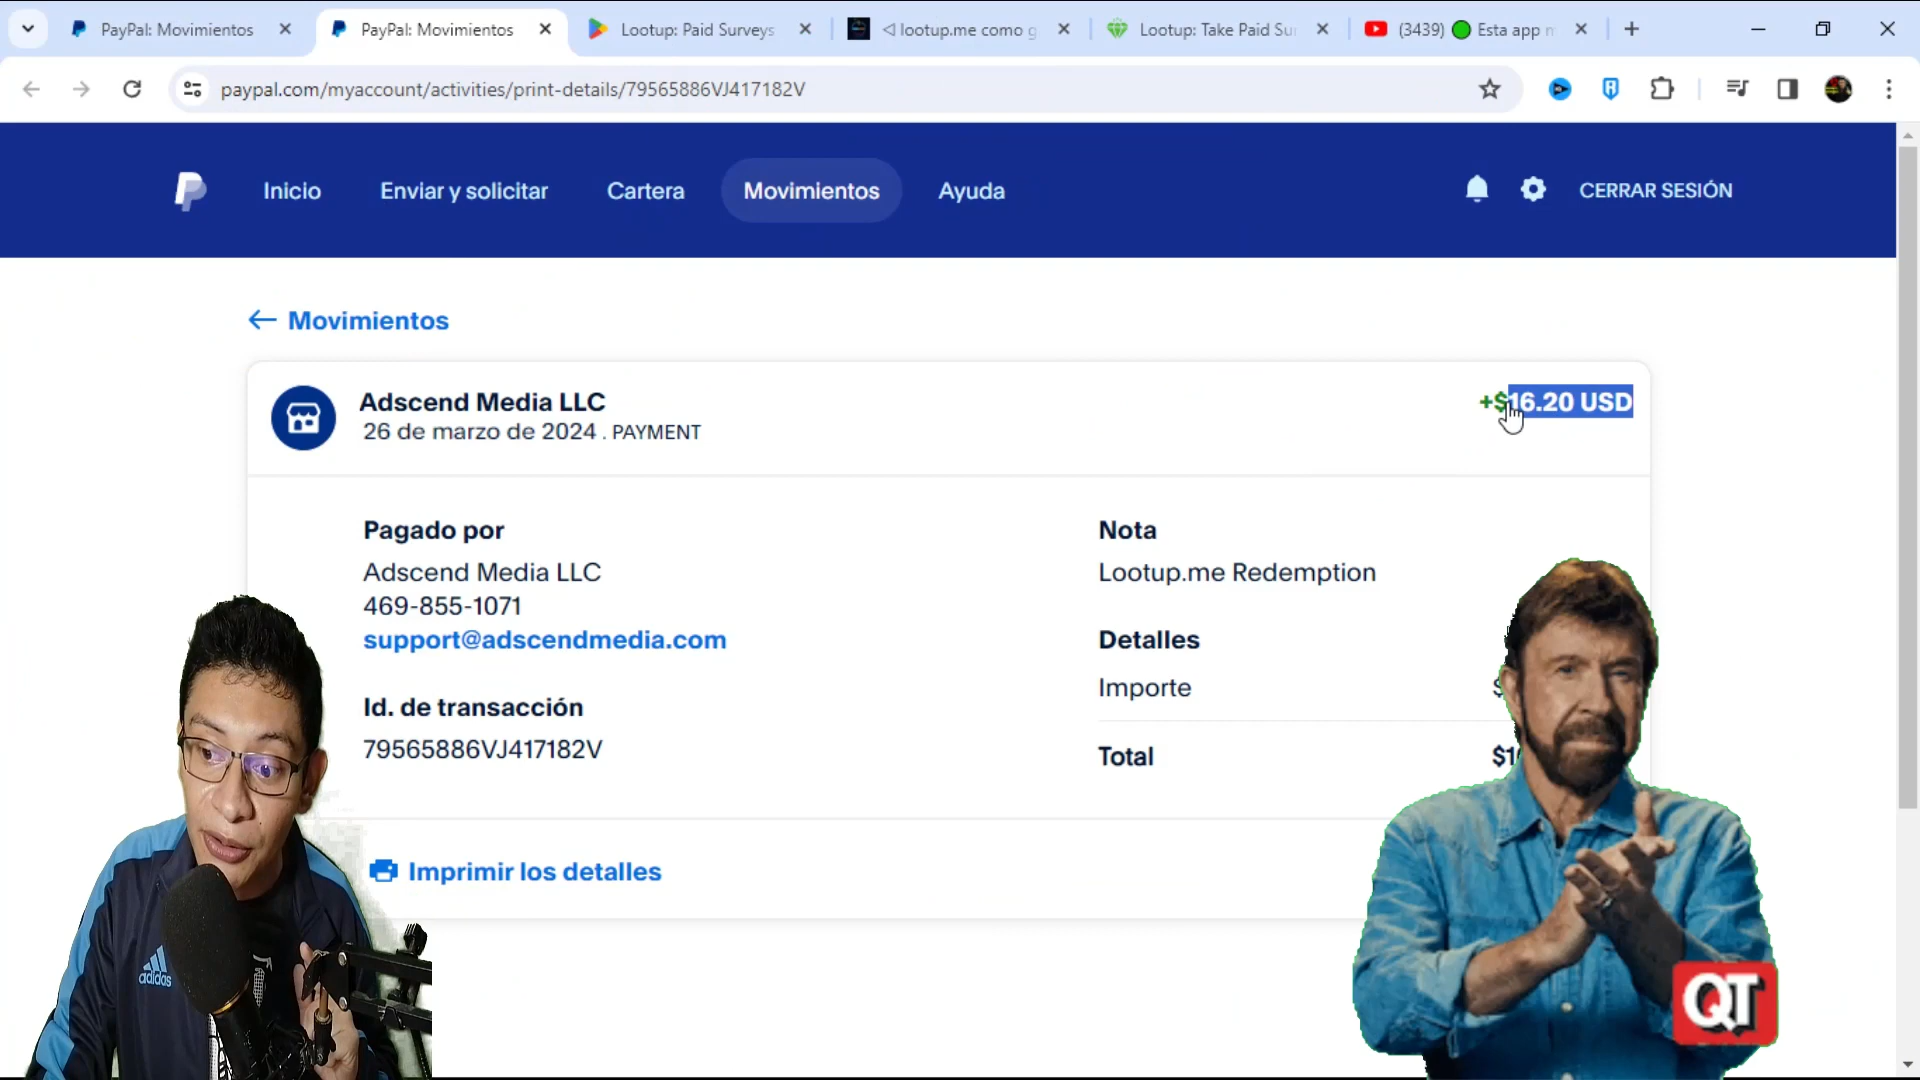 PayPal: Movimientos
PayPal: Movimientos
Lootup: Paid Surveys
lootup.me como g
Lootup: Take Paid Su
(3439) Esta app
paypal.com/myaccount/activities/print-details/79565886VJ417182V
Inicio
Enviar y solicitar
Cartera
Movimientos
Ayuda
CERRAR SESIÓN
Movimientos
Adscend Media LLC
+$16.20 USD
26 de marzo de 2024 . PAYMENT
Pagado por
Adscend Media LLC
469-855-1071
support@adscendmedia.com
Id. de transacción
79565886VJ417182V
Nota
Lootup.me Redemption
Detalles
Importe
Total
Imprimir los detalles
adidas
QT